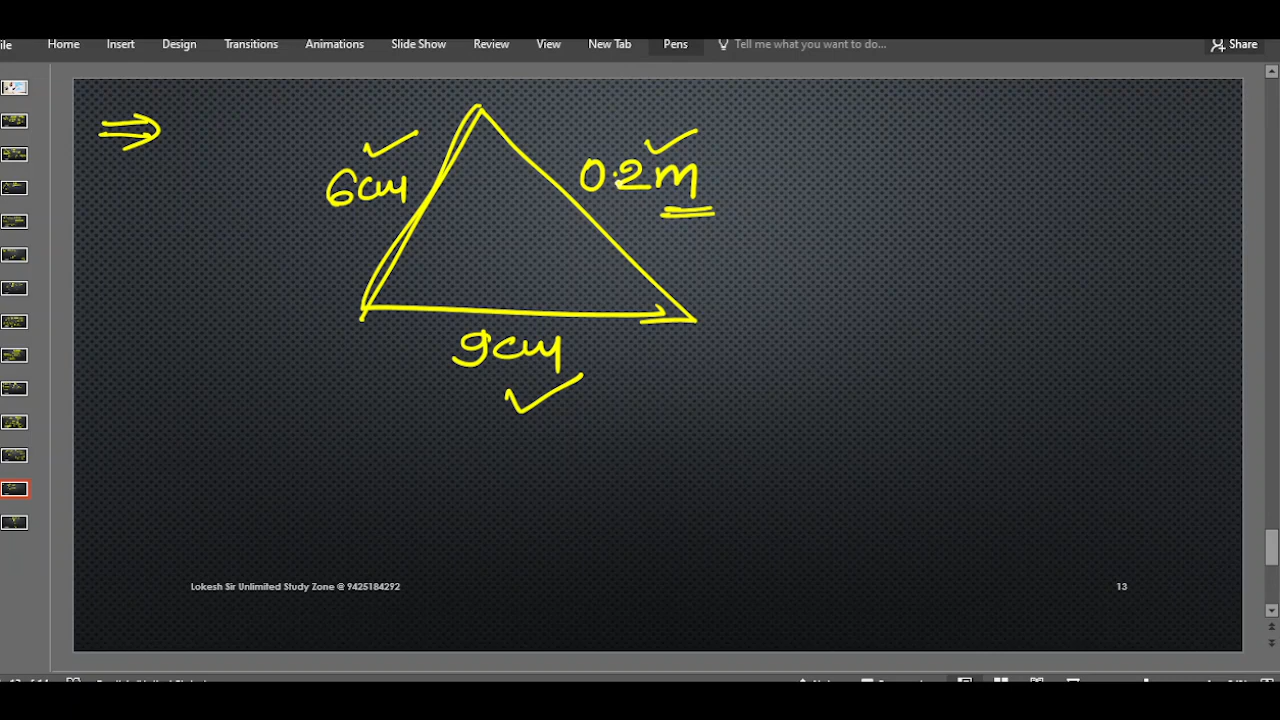 File Home Insert Design Transitions Animations Slide Show Review View New Tab Pens Tell me what you want to do... Share
6cm
0.2m
9cm
Lokesh Sir Unlimited Study Zone @ 9425184292
13